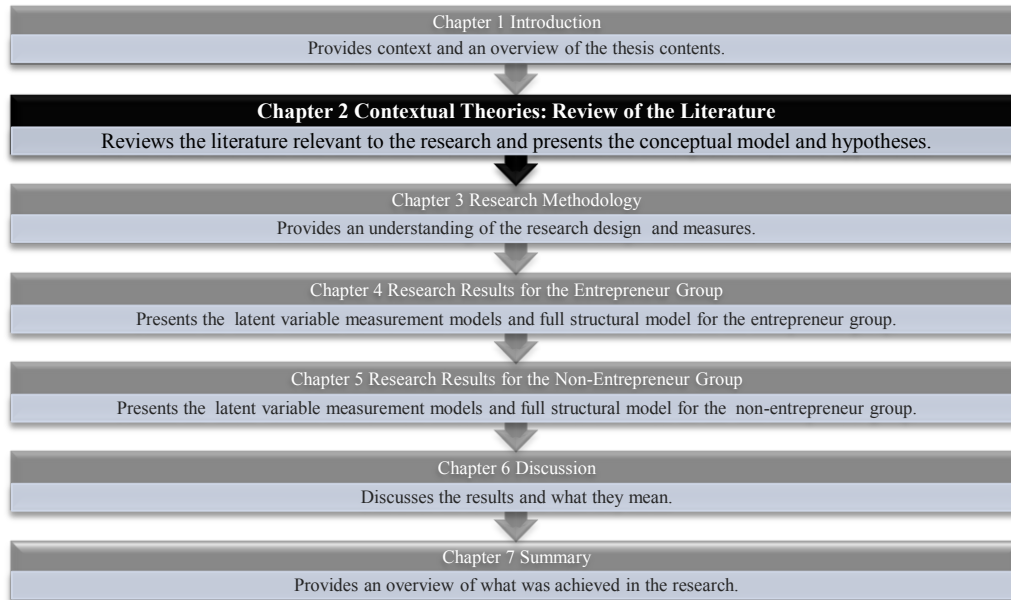 Chapter 1 Introduction
Provides context and an overview of the thesis contents.
Chapter 2 Contextual Theories: Review of the Literature
Reviews the literature relevant to the research and presents the conceptual model and hypotheses.
Chapter 3 Research Methodology
Provides an understanding of the research design and measures.
Chapter 4 Research Results for the Entrepreneur Group
Presents the latent variable measurement models and full structural model for the entrepreneur group.
Chapter 5 Research Results for the Non-Entrepreneur Group
Presents the latent variable measurement models and full structural model for the non-entrepreneur group.
Chapter 6 Discussion
Discusses the results and what they mean.
Chapter 7 Summary
Provides an overview of what was achieved in the research.